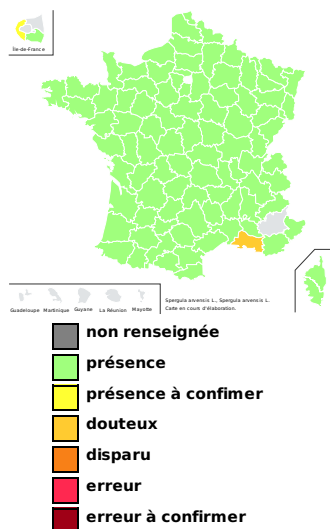 Île-de-France
Spergula arvensis L., Spergula arvensis L.
Carte en cours d'élaboration.
Guadeloupe Martinique Guyane La Réunion Mayotte
non renseignée
présence
présence à confimer
douteux
disparu
erreur
erreur à confirmer